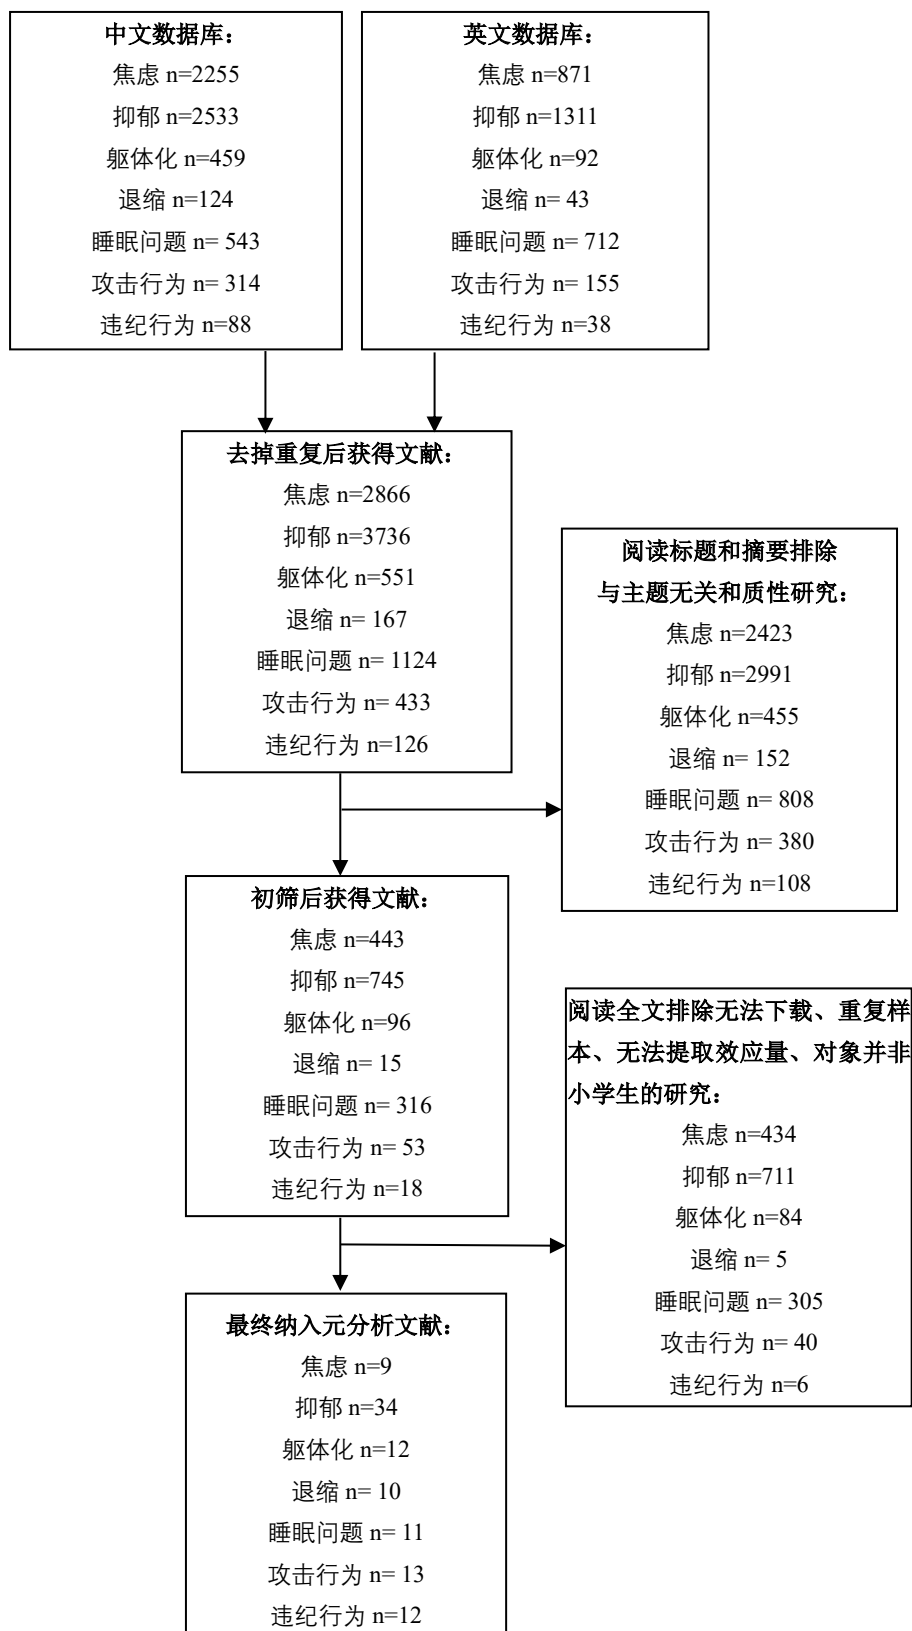 中文数据库：
焦虑 n=2255
抑郁 n=2533
躯体化 n=459
退缩 n=124
睡眠问题 n= 543
攻击行为 n= 314
违纪行为 n=88
英文数据库：
焦虑 n=871
抑郁 n=1311
躯体化 n=92
退缩 n= 43
睡眠问题 n= 712
攻击行为 n= 155
违纪行为 n=38
去掉重复后获得文献：
焦虑 n=2866
抑郁 n=3736
躯体化 n=551
退缩 n= 167
睡眠问题 n= 1124
攻击行为 n= 433
违纪行为 n=126
阅读标题和摘要排除
与主题无关和质性研究：
焦虑 n=2423
抑郁 n=2991
躯体化 n=455
退缩 n= 152
睡眠问题 n= 808
攻击行为 n= 380
违纪行为 n=108
初筛后获得文献：
焦虑 n=443
抑郁 n=745
躯体化 n=96
退缩 n= 15
睡眠问题 n= 316
攻击行为 n= 53
违纪行为 n=18
阅读全文排除无法下载、重复样
本、无法提取效应量、对象并非
小学生的研究：
焦虑 n=434
抑郁 n=711
躯体化 n=84
退缩 n= 5
睡眠问题 n= 305
攻击行为 n= 40
违纪行为 n=6
最终纳入元分析文献：
焦虑 n=9
抑郁 n=34
躯体化 n=12
退缩 n= 10
睡眠问题 n= 11
攻击行为 n= 13
违纪行为 n=12